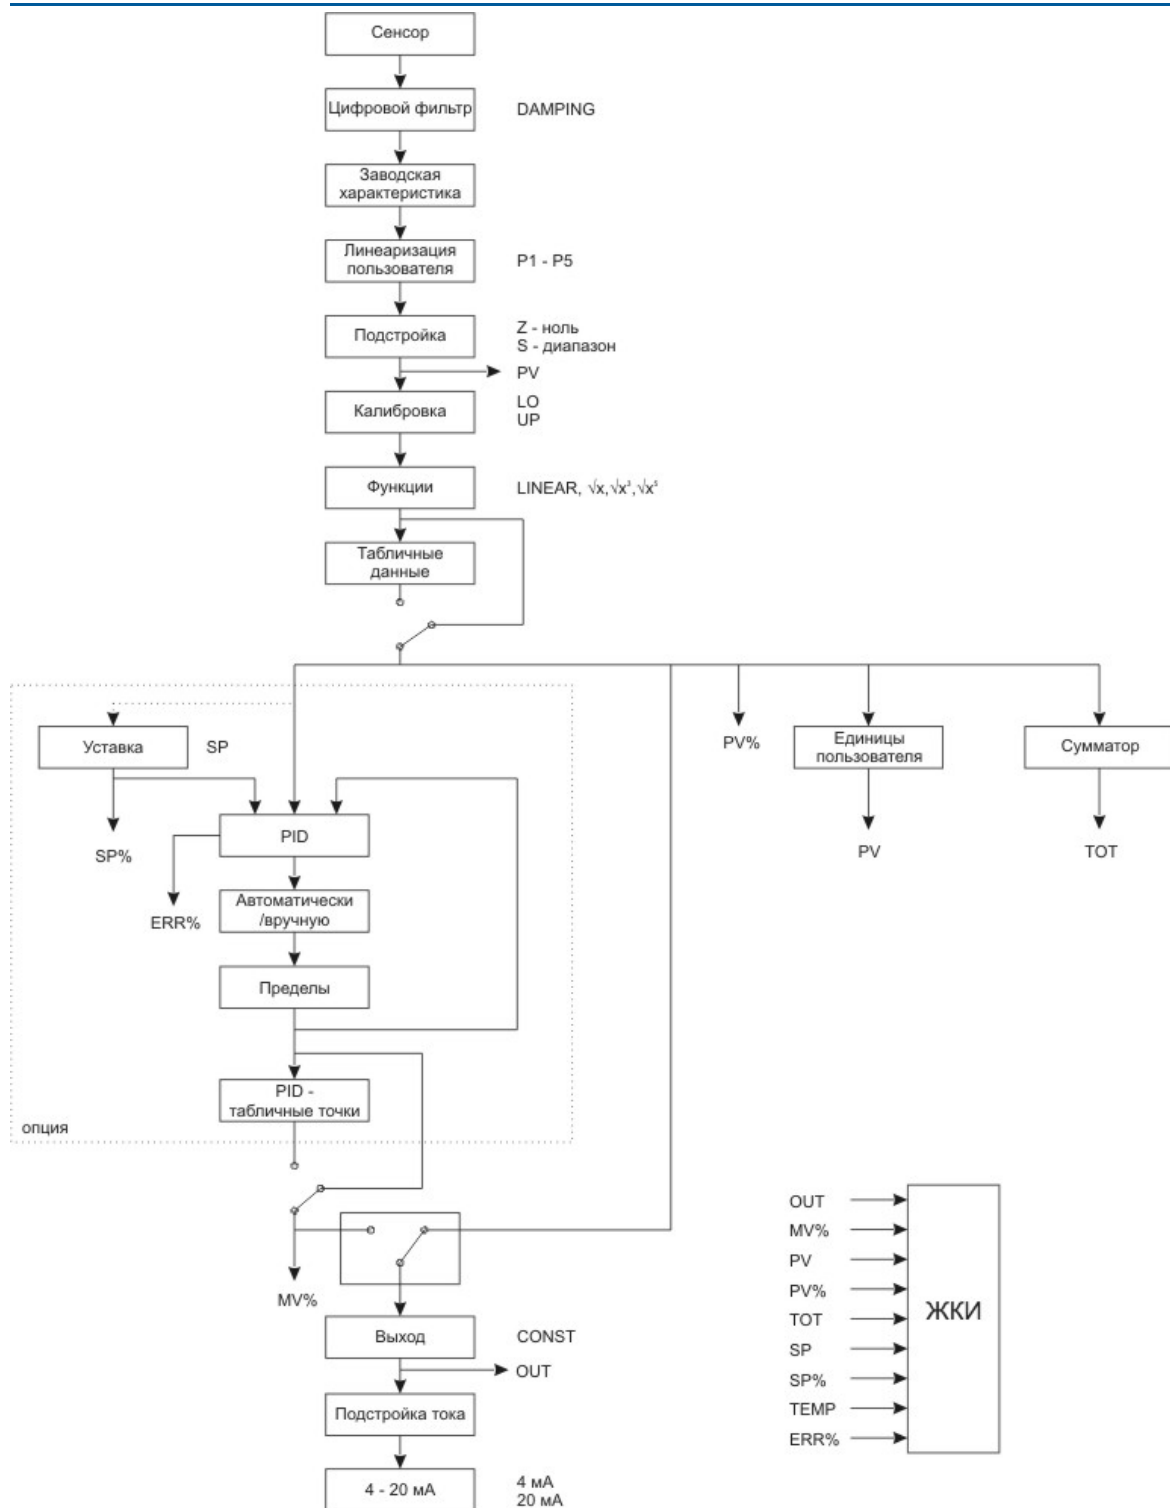 Сенсор
Цифровой фильтр
DAMPING
Заводская
характеристика
Линеаризация
пользователя
P1 - P5
Подстройка
Z - ноль
S - диапазон
PV
Калибровка
LO
UP
Функции
LINEAR, √x,√x³,√x⁵
Табличные
данные
Уставка
SP
PV%
Единицы
пользователя
Сумматор
SP%
PID
PV
TOT
ERR%
Автоматически
/вручную
Пределы
PID -
табличные точки
опция
MV%
Выход
CONST
OUT
Подстройка тока
4 - 20 мА
4 мА
20 мА
OUT
MV%
PV
PV%
TOT
SP
SP%
TEMP
ERR%
ЖКИ